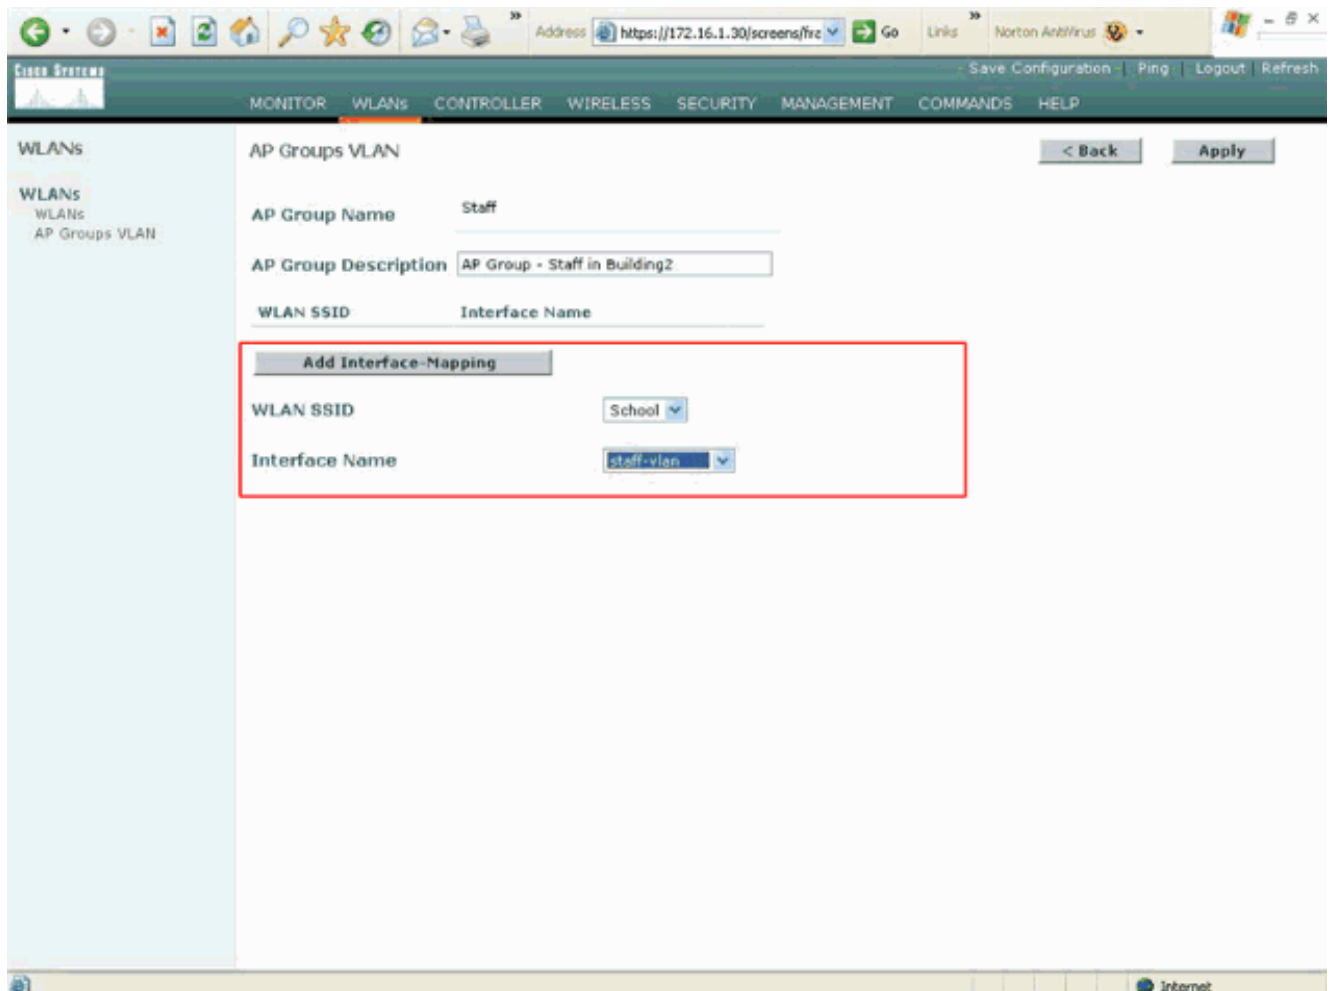 » Address https://172.16.1.30/screens/fra Go Links » Norton AntiVirus
Cisco Systems
Save Configuration | Ping | Logout | Refresh
MONITOR WLANs CONTROLLER WIRELESS SECURITY MANAGEMENT COMMANDS HELP
WLANs
WLANs
WLANs
AP Groups VLAN
AP Groups VLAN
< Back Apply
AP Group Name Staff
AP Group Description AP Group - Staff in Building2
WLAN SSID Interface Name
Add Interface-Mapping
WLAN SSID School
Interface Name staff-vlan
Internet